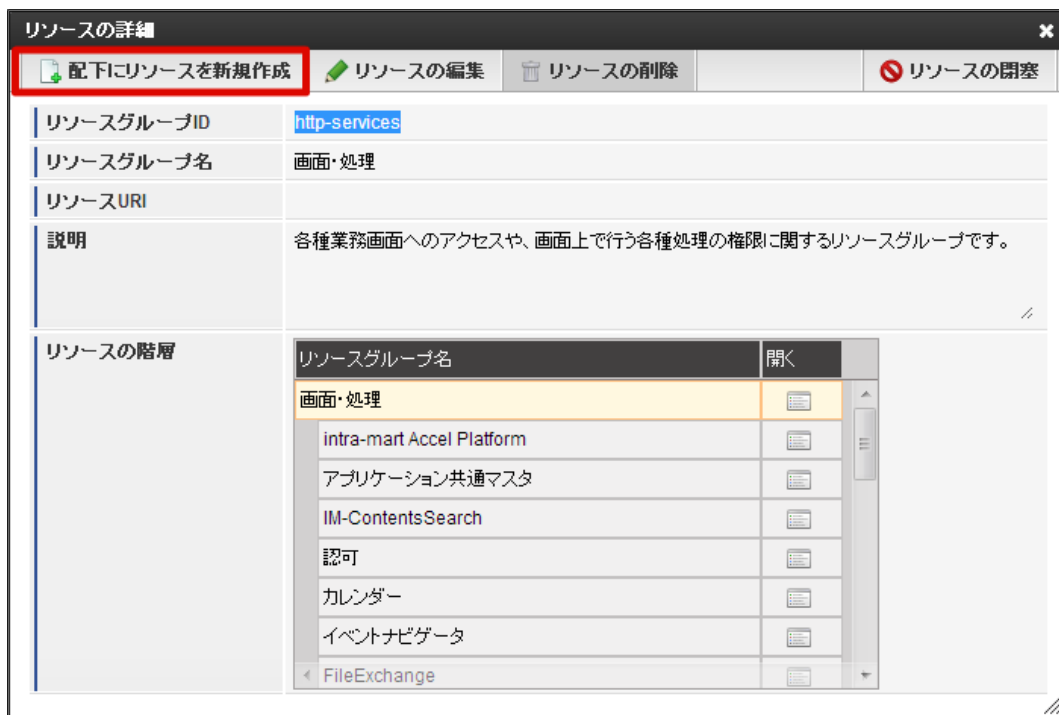 リソースの詳細
配下にリソースを新規作成 リソースの編集 リソースの削除 リソースの閉塞
リソースグループID http-services
リソースグループ名 画面・処理
リソースURI
説明 各種業務画面へのアクセスや、画面上で行う各種処理の権限に関するリソースグループです。
リソースの階層
リソースグループ名 開く
画面・処理
intra-mart Accel Platform
アプリケーション共通マスタ
IM-ContentsSearch
認可
カレンダー
イベントナビゲータ
FileExchange